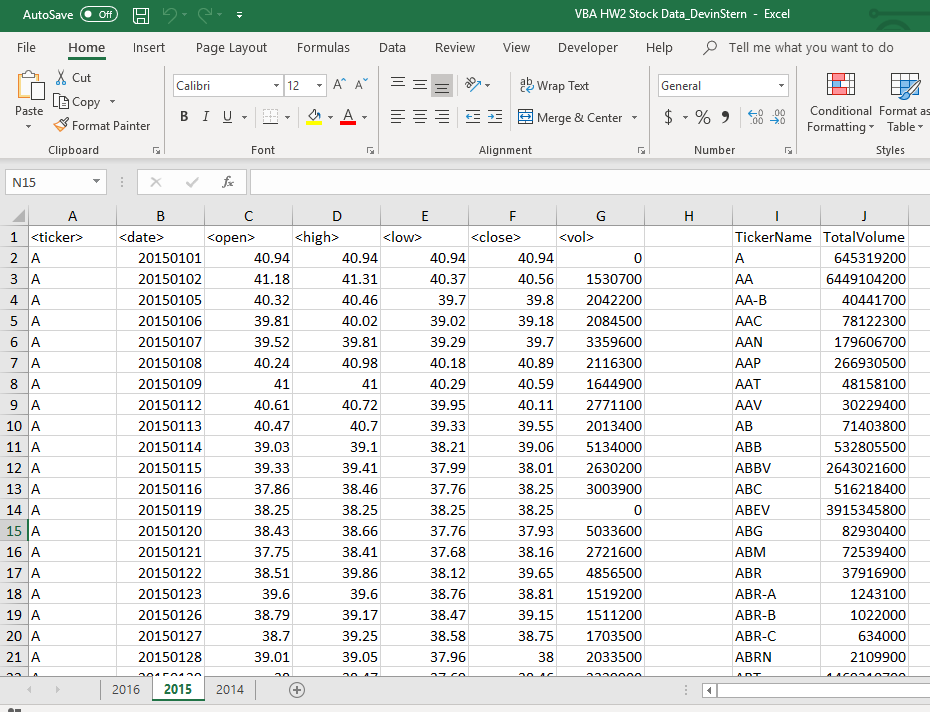 AutoSave Off VBA HW2 Stock Data_DevinStern - Excel
File Home Insert Page Layout Formulas Data Review View Developer Help Tell me what you want to do
Paste Cut Copy Format Painter Calibri 12 A A B I U A ab Wrap Text Merge & Center General $ % Conditional Formatting Format as Table
Clipboard Font Alignment Number Styles
N15 fx
A B C D E F G H I J
1 <ticker> <date> <open> <high> <low> <close> <vol> TickerName TotalVolume
2 A 20150101 40.94 40.94 40.94 40.94 0 A 645319200
3 A 20150102 41.18 41.31 40.37 40.56 1530700 AA 6449104200
4 A 20150105 40.32 40.46 39.7 39.8 2042200 AA-B 40441700
5 A 20150106 39.81 40.02 39.02 39.18 2084500 AAC 78122300
6 A 20150107 39.52 39.81 39.29 39.7 3359600 AAN 179606700
7 A 20150108 40.24 40.98 40.18 40.89 2116300 AAP 266930500
8 A 20150109 41 41 40.29 40.59 1644900 AAT 48158100
9 A 20150112 40.61 40.72 39.95 40.11 2771100 AAV 30229400
10 A 20150113 40.47 40.7 39.33 39.55 2013400 AB 71403800
11 A 20150114 39.03 39.1 38.21 39.06 5134000 ABB 532805500
12 A 20150115 39.33 39.41 37.99 38.01 2630200 ABBV 2643021600
13 A 20150116 37.86 38.46 37.76 38.25 3003900 ABC 516218400
14 A 20150119 38.25 38.25 38.25 38.25 0 ABEV 3915345800
15 A 20150120 38.43 38.66 37.76 37.93 5033600 ABG 82930400
16 A 20150121 37.75 38.41 37.68 38.16 2721600 ABM 72539400
17 A 20150122 38.51 39.86 38.12 39.65 4856500 ABR 37916900
18 A 20150123 39.6 39.6 38.76 38.81 1519200 ABR-A 1243100
19 A 20150126 38.79 39.17 38.47 39.15 1511200 ABR-B 1022000
20 A 20150127 38.7 39.25 38.58 38.75 1703500 ABR-C 634000
21 A 20150128 39.01 39.05 37.96 38 2033500 ABRN 2109900
2016 2015 2014